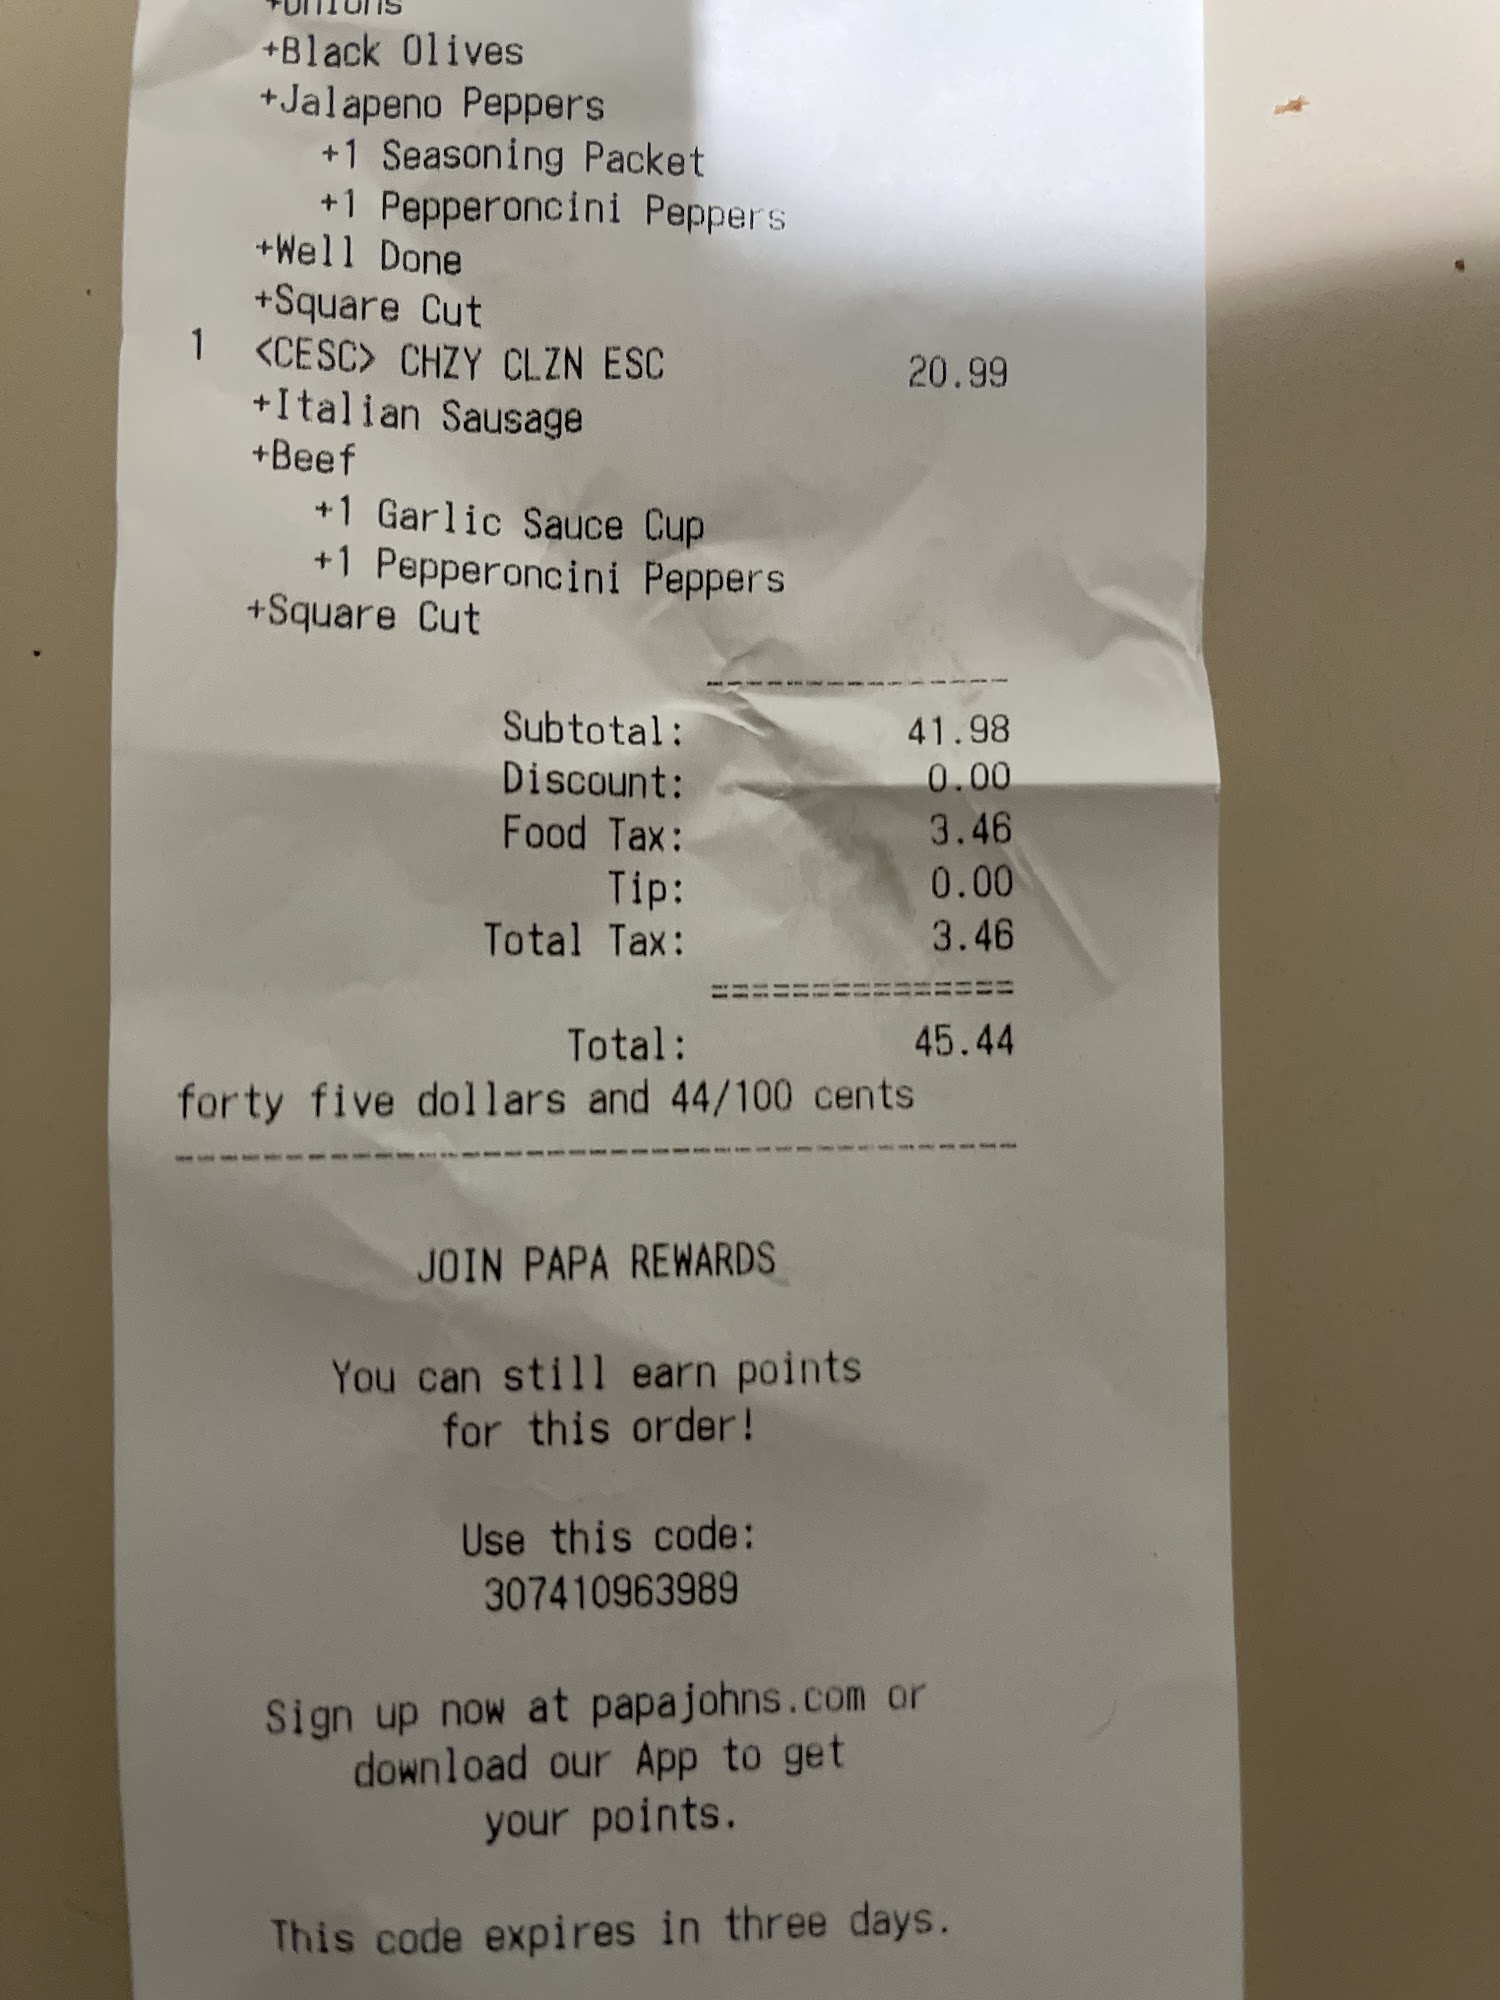 +Onions
+Black Olives
+Jalapeno Peppers
+1 Seasoning Packet
+1 Pepperoncini Peppers
+Well Done
+Square Cut
1 <CESC> CHZY CLZN ESC 20.99
+Italian Sausage
+Beef
+1 Garlic Sauce Cup
+1 Pepperoncini Peppers
+Square Cut
---------------
Subtotal: 41.98
Discount: 0.00
Food Tax: 3.46
Tip: 0.00
Total Tax: 3.46
===============
Total: 45.44
forty five dollars and 44/100 cents
------------------------------------------
JOIN PAPA REWARDS
You can still earn points
for this order!
Use this code:
307410963989
Sign up now at papajohns.com or
download our App to get
your points.
This code expires in three days.